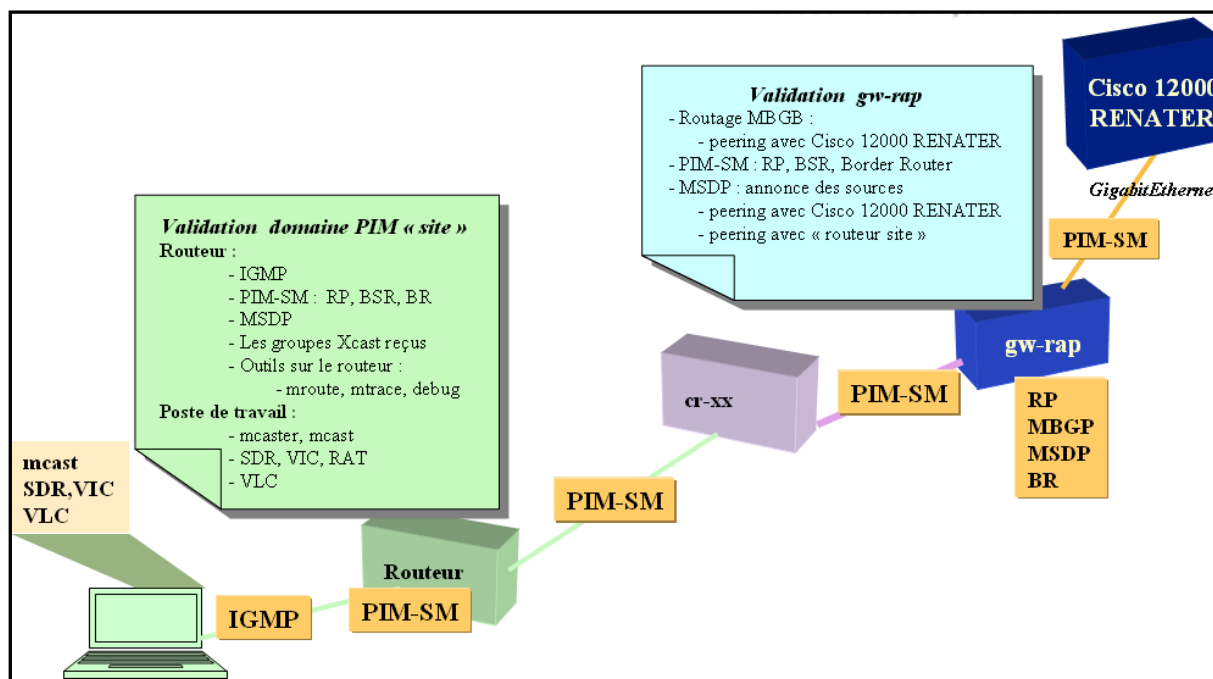 Cisco 12000
RENATER
Validation gw-rap
- Routage MBGB :
- peering avec Cisco 12000 RENATER
- PIM-SM : RP, BSR, Border Router
- MSDP : annonce des sources
- peering avec Cisco 12000 RENATER
- peering avec « routeur site »
GigabitEtherne
PIM-SM
Validation domaine PIM « site »
Routeur :
- IGMP
- PIM-SM : RP, BSR, BR
- MSDP
- Les groupes Xcast reçus
- Outils sur le routeur :
- mroute, mtrace, debug
Poste de travail :
- mcaster, mcast
- SDR, VIC, RAT
- VLC
gw-rap
cr-xx
PIM-SM
RP
MBGP
MSDP
BR
mcast
SDR,VIC
VLC
PIM-SM
Routeur
PIM-SM
IGMP